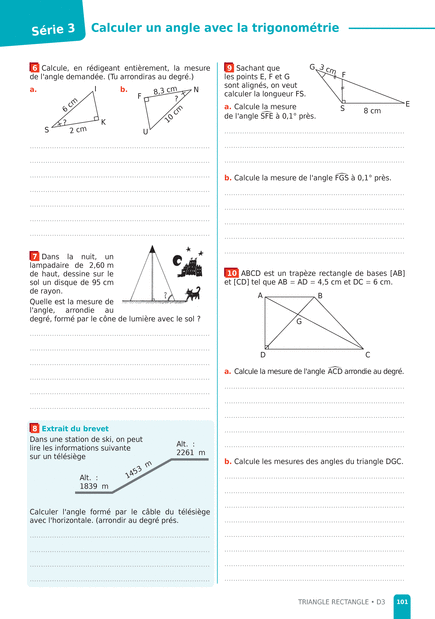 Série 3
Calculer un angle avec la trigonométrie
6 Calcule, en rédigeant entièrement, la mesure
de l'angle demandée. (Tu arrondiras au degré.)
a.
I
6 cm
?
K
S
2 cm
b.
F
8,3 cm
N
?
10 cm
U
7 Dans la nuit, un
lampadaire de 2,60 m
de haut, dessine sur le
sol un disque de 95 cm
de rayon.
Quelle est la mesure de
l'angle, arrondie au
degré, formé par le cône de lumière avec le sol ?
?
8 Extrait du brevet
Dans une station de ski, on peut
lire les informations suivante
sur un télésiège
Alt. :
2261 m
1453 m
Alt. :
1839 m
Calculer l'angle formé par le câble du télésiège
avec l'horizontale. (arrondir au degré prés.
9 Sachant que
les points E, F et G
sont alignés, on veut
calculer la longueur FS.
a. Calcule la mesure
de l'angle SFE à 0,1° près.
G
3 cm
F
S
8 cm
E
b. Calcule la mesure de l'angle FGS à 0,1° près.
10 ABCD est un trapèze rectangle de bases [AB]
et [CD] tel que AB = AD = 4,5 cm et DC = 6 cm.
A
B
G
D
C
a. Calcule la mesure de l'angle ACD arrondie au degré.
b. Calcule les mesures des angles du triangle DGC.
TRIANGLE RECTANGLE • D3
101